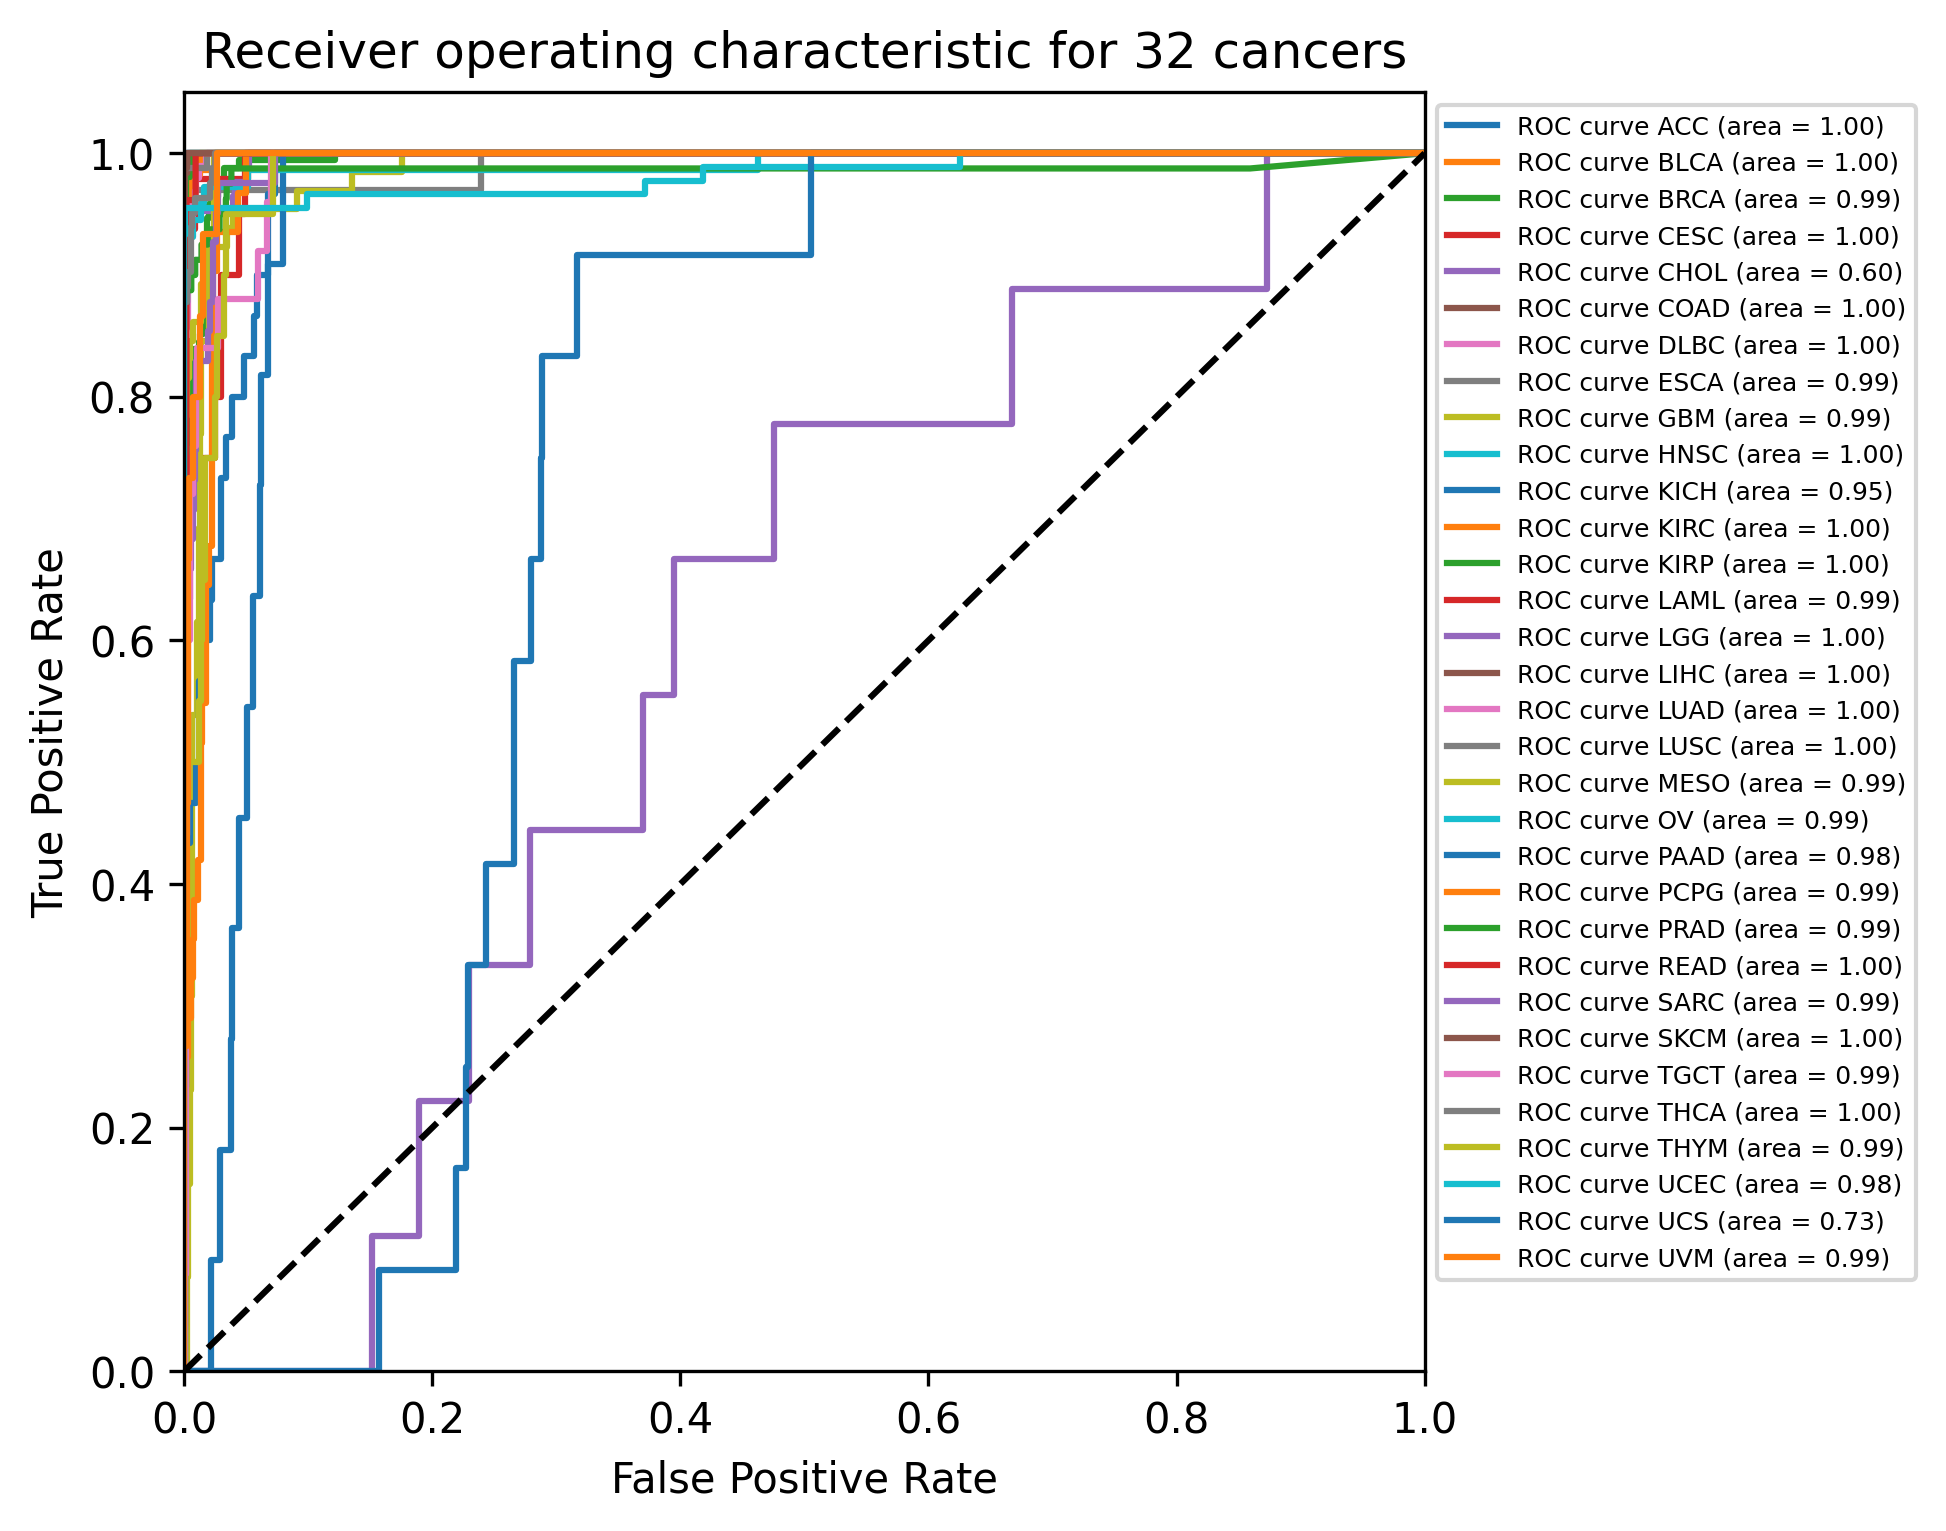 Receiver operating characteristic for 32 cancers
True Positive Rate
1.0
0.8
0.6
0.4
0.2
0.0
0.0 0.2 0.4 0.6 0.8 1.0
False Positive Rate
ROC curve ACC (area = 1.00)
ROC curve BLCA (area = 1.00)
ROC curve BRCA (area = 0.99)
ROC curve CESC (area = 1.00)
ROC curve CHOL (area = 0.60)
ROC curve COAD (area = 1.00)
ROC curve DLBC (area = 1.00)
ROC curve ESCA (area = 0.99)
ROC curve GBM (area = 0.99)
ROC curve HNSC (area = 1.00)
ROC curve KICH (area = 0.95)
ROC curve KIRC (area = 1.00)
ROC curve KIRP (area = 1.00)
ROC curve LAML (area = 0.99)
ROC curve LGG (area = 1.00)
ROC curve LIHC (area = 1.00)
ROC curve LUAD (area = 1.00)
ROC curve LUSC (area = 1.00)
ROC curve MESO (area = 0.99)
ROC curve OV (area = 0.99)
ROC curve PAAD (area = 0.98)
ROC curve PCPG (area = 0.99)
ROC curve PRAD (area = 0.99)
ROC curve READ (area = 1.00)
ROC curve SARC (area = 0.99)
ROC curve SKCM (area = 1.00)
ROC curve TGCT (area = 0.99)
ROC curve THCA (area = 1.00)
ROC curve THYM (area = 0.99)
ROC curve UCEC (area = 0.98)
ROC curve UCS (area = 0.73)
ROC curve UVM (area = 0.99)